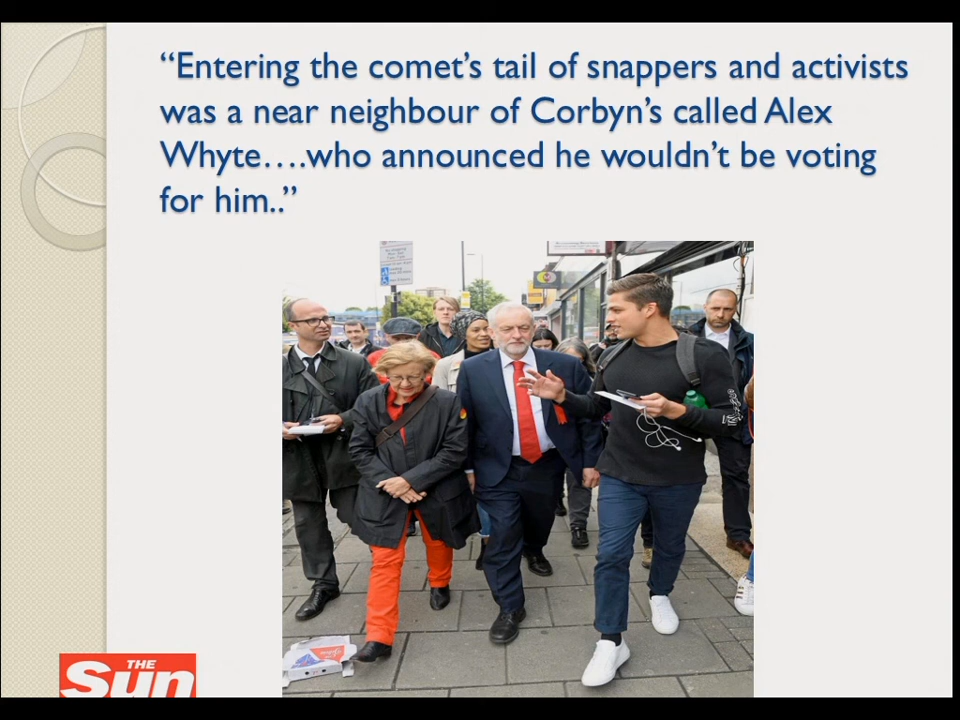 “Entering the comet’s tail of snappers and activists
was a near neighbour of Corbyn’s called Alex
Whyte….who announced he wouldn’t be voting
for him..”
THE
Sun